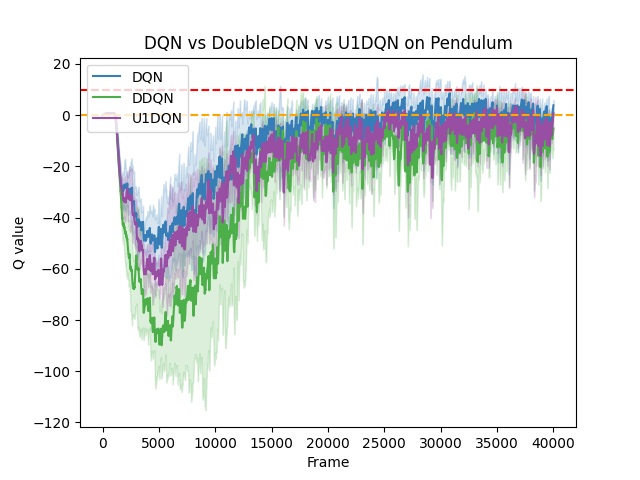 DQN vs DoubleDQN vs U1DQN on Pendulum
DQN
DDQN
U1DQN
20
0
−20
−40
−60
−80
−100
−120
Q value
0 5000 10000 15000 20000 25000 30000 35000 40000
Frame